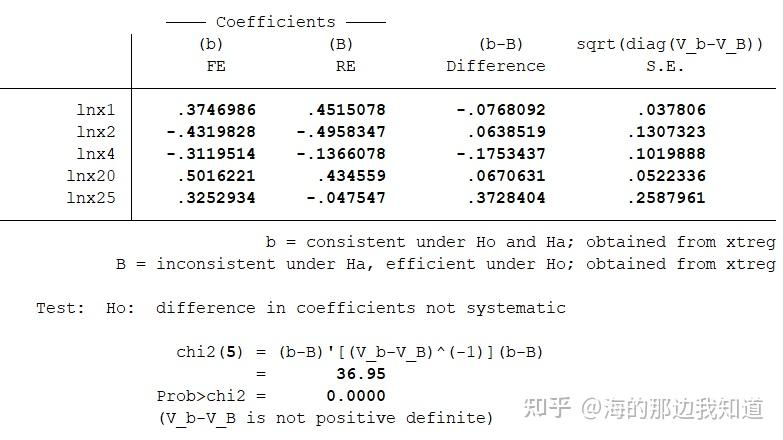 Coefficients
(b) (B) (b-B) sqrt(diag(V_b-V_B))
FE RE Difference S.E.
lnx1 .3746986 .4515078 -.0768092 .037806
lnx2 -.4319828 -.4958347 .0638519 .1307323
lnx4 -.3119514 -.1366078 -.1753437 .1019888
lnx20 .5016221 .434559 .0670631 .0522336
lnx25 .3252934 -.047547 .3728404 .2587961
b = consistent under Ho and Ha; obtained from xtreg
B = inconsistent under Ha, efficient under Ho; obtained from xtreg
Test: Ho: difference in coefficients not systematic
chi2(5) = (b-B)'[(V_b-V_B)^(-1)](b-B)
= 36.95
Prob>chi2 = 0.0000
(V_b-V_B is not positive definite)
知乎 @海的那边我知道